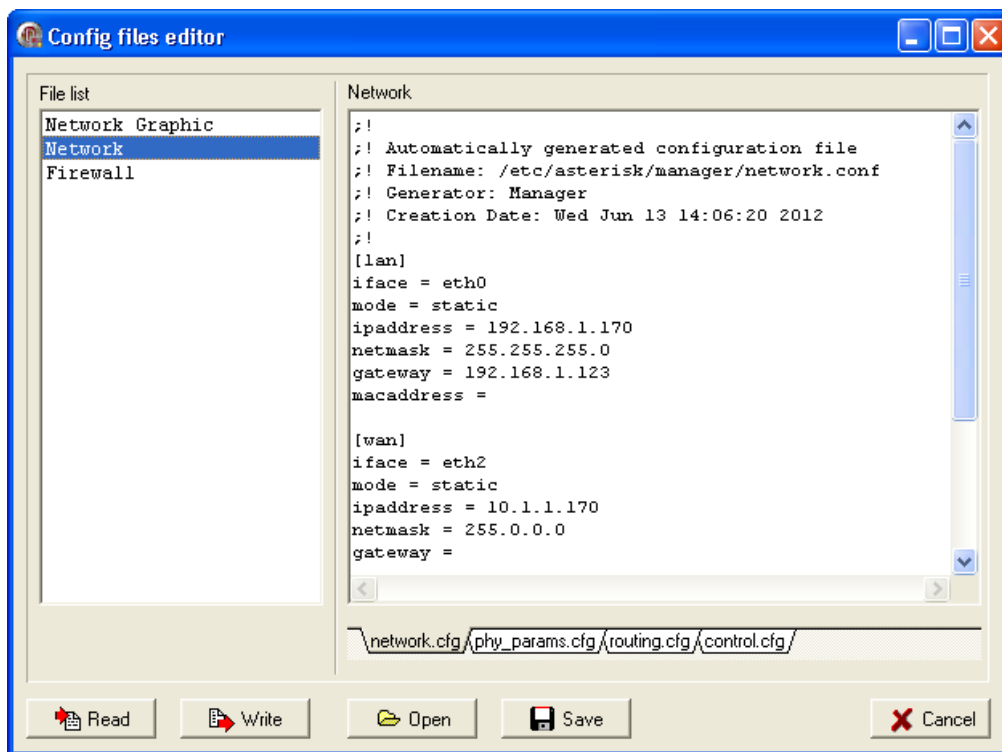 Config files editor
File list
Network Graphic
Network
Firewall
Network
;!
;! Automatically generated configuration file
;! Filename: /etc/asterisk/manager/network.conf
;! Generator: Manager
;! Creation Date: Wed Jun 13 14:06:20 2012
;!
[lan]
iface = eth0
mode = static
ipaddress = 192.168.1.170
netmask = 255.255.255.0
gateway = 192.168.1.123
macaddress =
[wan]
iface = eth2
mode = static
ipaddress = 10.1.1.170
netmask = 255.0.0.0
gateway =
network.cfg phy_params.cfg routing.cfg control.cfg
Read Write Open Save Cancel